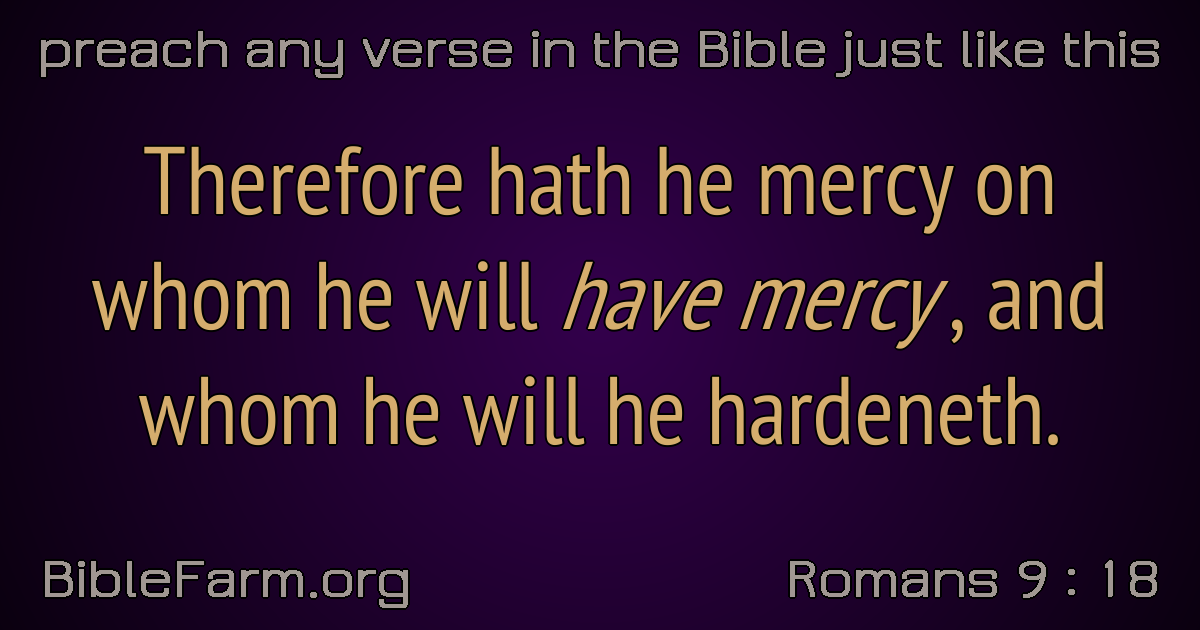 preach any verse in the Bible just like this
Therefore hath he mercy on
whom he will have mercy, and
whom he will he hardeneth.
BibleFarm.org
Romans 9 : 18